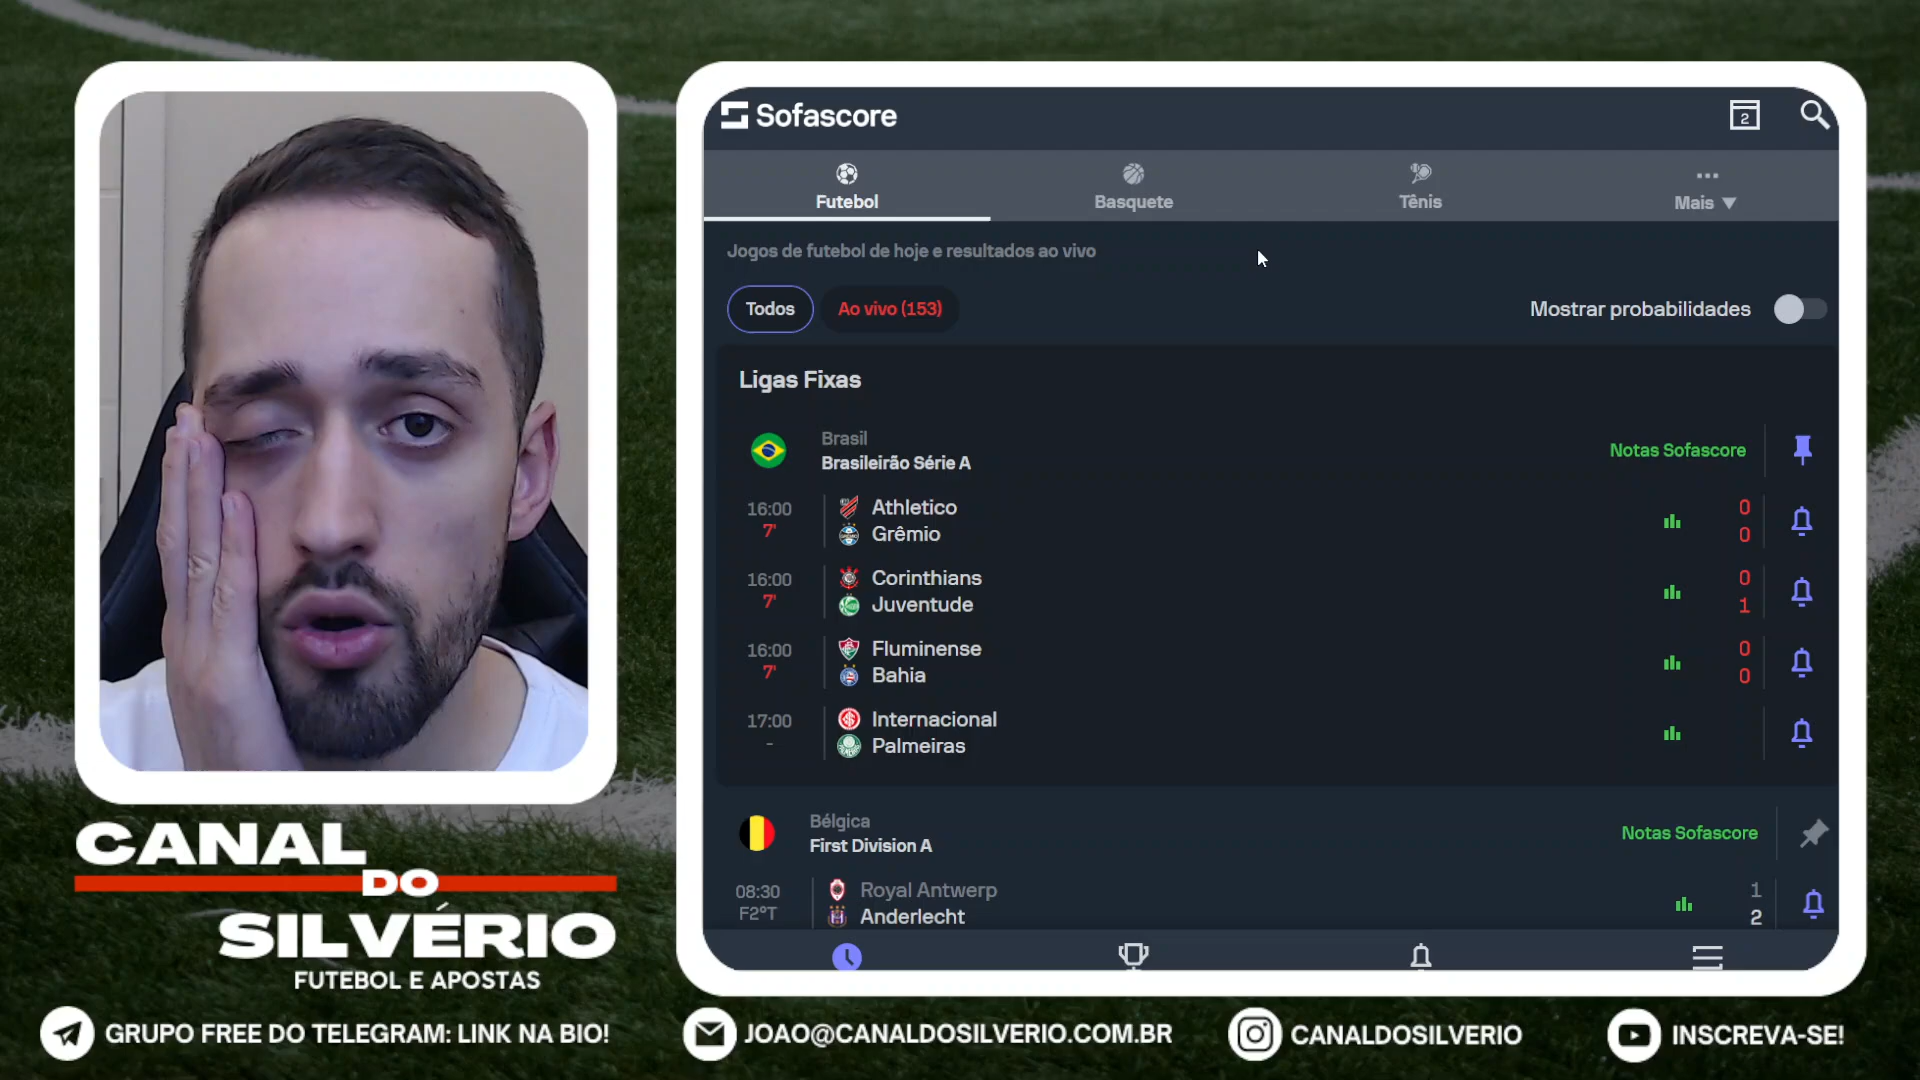 Sofascore
2
Futebol
Basquete
Tênis
Mais ▼
Jogos de futebol de hoje e resultados ao vivo
Todos
Ao vivo (153)
Mostrar probabilidades
Ligas Fixas
Brasil
Brasileirão Série A
Notas Sofascore
16:00
7'
Athletico
Grêmio
0
0
16:00
7'
Corinthians
Juventude
0
1
16:00
7'
Fluminense
Bahia
0
0
17:00
-
Internacional
Palmeiras
Bélgica
First Division A
Notas Sofascore
08:30
F2°T
Royal Antwerp
Anderlecht
1
2
CANAL
DO
SILVÉRIO
FUTEBOL E APOSTAS
GRUPO FREE DO TELEGRAM: LINK NA BIO!
JOAO@CANALDOSILVERIO.COM.BR
CANALDOSILVERIO
INSCREVA-SE!